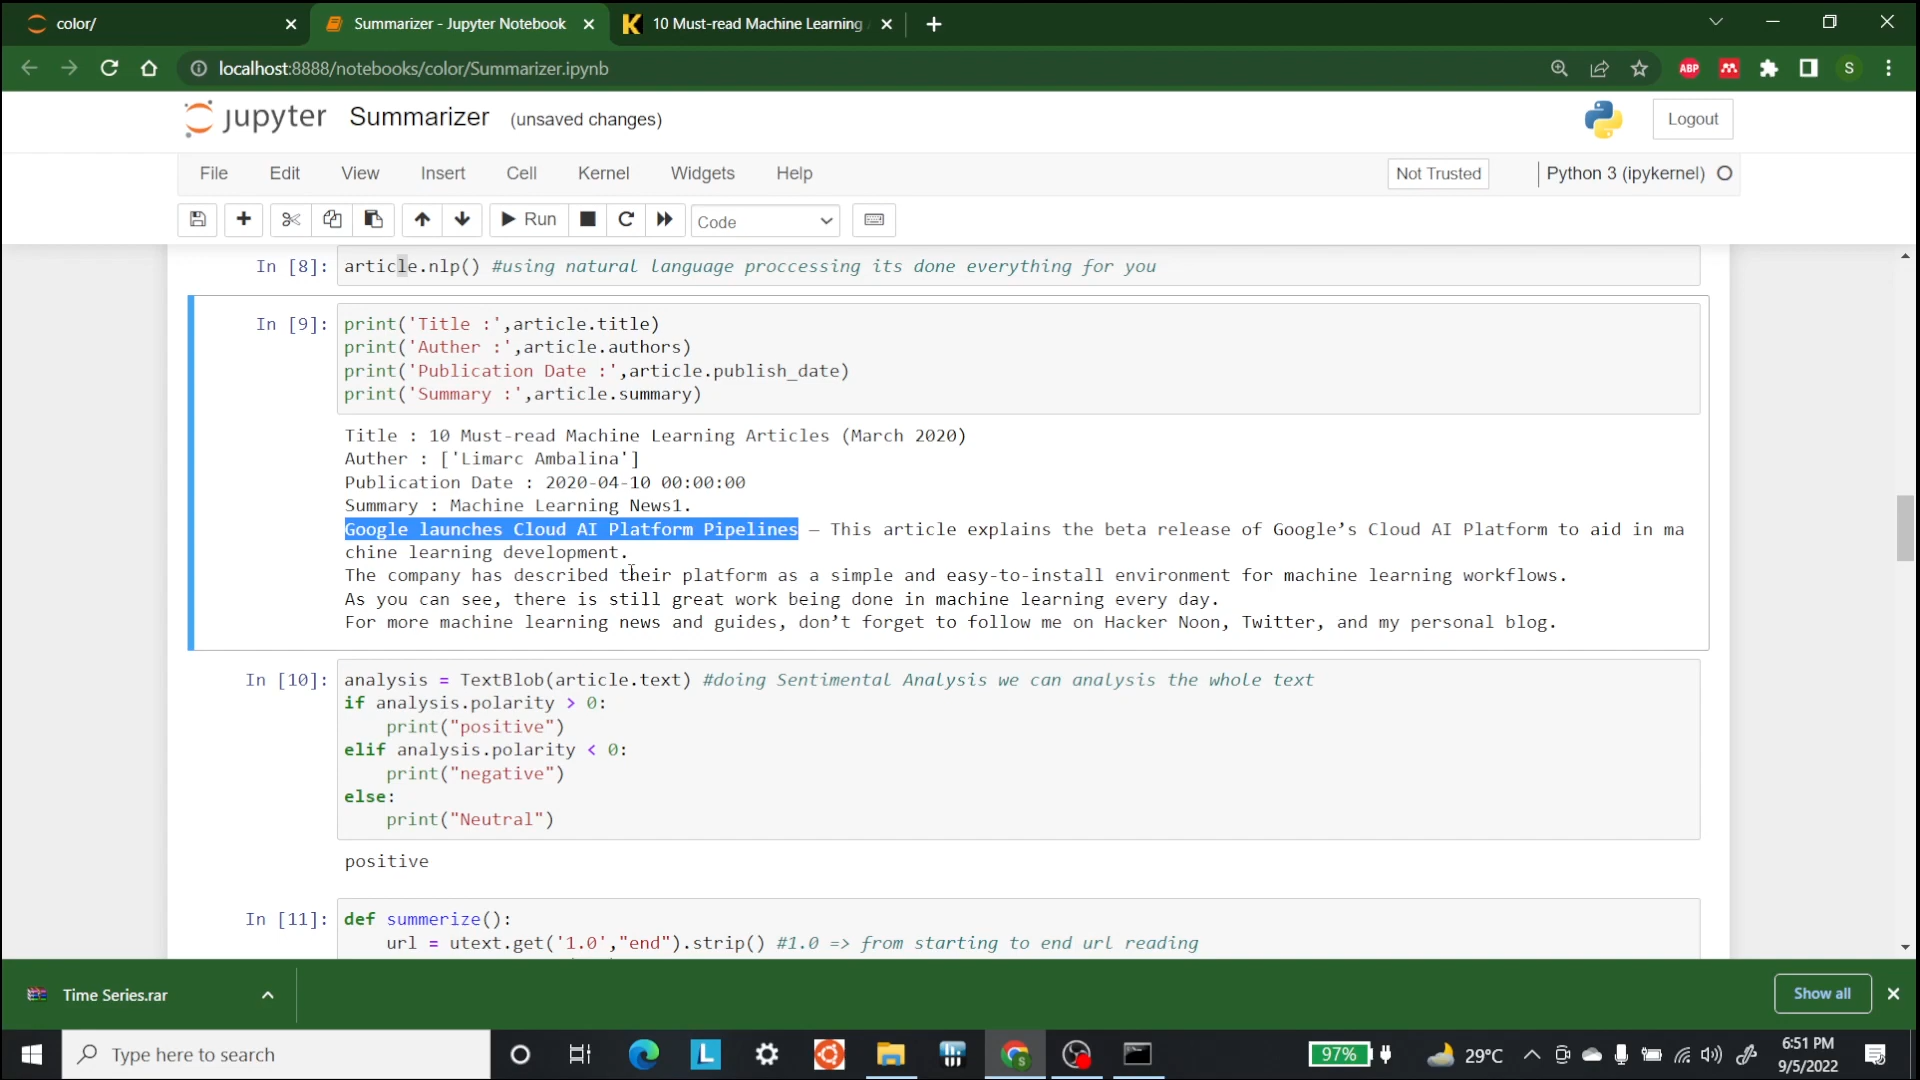 color/
Summarizer - Jupyter Notebook
10 Must-read Machine Learning
localhost:8888/notebooks/color/Summarizer.ipynb
ABP
S
jupyter Summarizer (unsaved changes)
Logout
File Edit View Insert Cell Kernel Widgets Help
Not Trusted
Python 3 (ipykernel)
Run
Code
In [8]: article.nlp() #using natural language proccessing its done everything for you
In [9]: print('Title :',article.title)
print('Auther :',article.authors)
print('Publication Date :',article.publish_date)
print('Summary :',article.summary)
Title : 10 Must-read Machine Learning Articles (March 2020)
Auther : ['Limarc Ambalina']
Publication Date : 2020-04-10 00:00:00
Summary : Machine Learning News1.
Google launches Cloud AI Platform Pipelines — This article explains the beta release of Google’s Cloud AI Platform to aid in ma
chine learning development.
The company has described their platform as a simple and easy-to-install environment for machine learning workflows.
As you can see, there is still great work being done in machine learning every day.
For more machine learning news and guides, don’t forget to follow me on Hacker Noon, Twitter, and my personal blog.
In [10]: analysis = TextBlob(article.text) #doing Sentimental Analysis we can analysis the whole text
if analysis.polarity > 0:
print("positive")
elif analysis.polarity < 0:
print("negative")
else:
print("Neutral")
positive
In [11]: def summerize():
url = utext.get('1.0',"end").strip() #1.0 => from starting to end url reading
Time Series.rar
Show all
Type here to search
L
97%
29°C
6:51 PM
9/5/2022